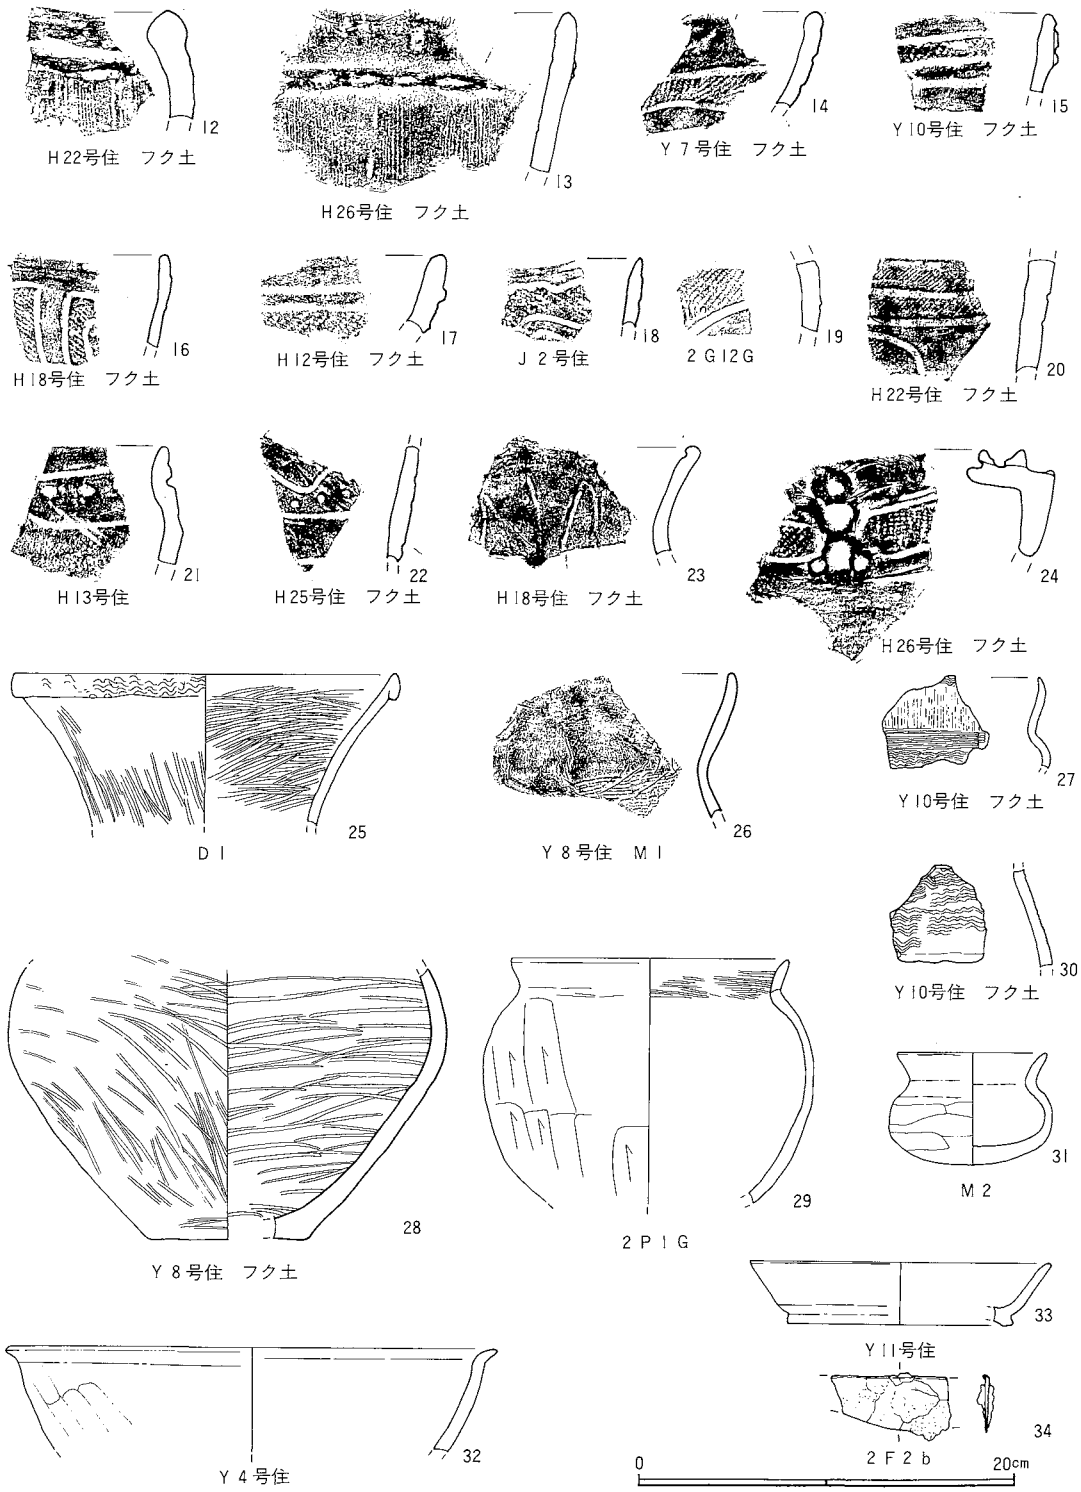 12
H22号住 フク土
13
H26号住 フク土
14
Y7号住 フク土
15
Y10号住 フク土
16
H18号住 フク土
17
H12号住 フク土
18
J2号住
19
2G12G
20
H22号住 フク土
21
H13号住
22
H25号住 フク土
23
H18号住 フク土
24
H26号住 フク土
25
D1
26
Y8号住 M1
27
Y10号住 フク土
28
Y8号住 フク土
29
2P1G
30
Y10号住 フク土
31
M2
32
Y4号住
33
Y11号住
34
2F2b
0 20cm